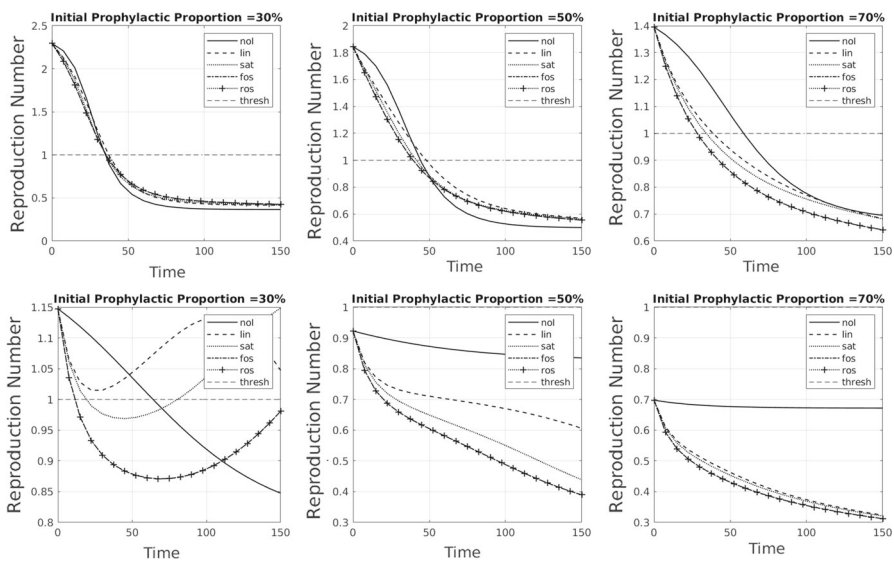 Initial Prophylactic Proportion =30%
Reproduction Number
2.5
2
1.5
1
0.5
0
0
50
100
150
Time
nol
lin
sat
fos
ros
thresh
Initial Prophylactic Proportion =50%
Reproduction Number
2
1.8
1.6
1.4
1.2
1
0.8
0.6
0.4
0
50
100
150
Time
nol
lin
sat
fos
ros
thresh
Initial Prophylactic Proportion =70%
Reproduction Number
1.4
1.3
1.2
1.1
1
0.9
0.8
0.7
0.6
0
50
100
150
Time
nol
lin
sat
fos
ros
thresh
Initial Prophylactic Proportion =30%
Reproduction Number
1.15
1.1
1.05
1
0.95
0.9
0.85
0.8
0
50
100
150
Time
nol
lin
sat
fos
ros
thresh
Initial Prophylactic Proportion =50%
Reproduction Number
1
0.9
0.8
0.7
0.6
0.5
0.4
0.3
0
50
100
150
Time
nol
lin
sat
fos
ros
thresh
Initial Prophylactic Proportion =70%
Reproduction Number
1
0.9
0.8
0.7
0.6
0.5
0.4
0.3
0
50
100
150
Time
nol
lin
sat
fos
ros
thresh